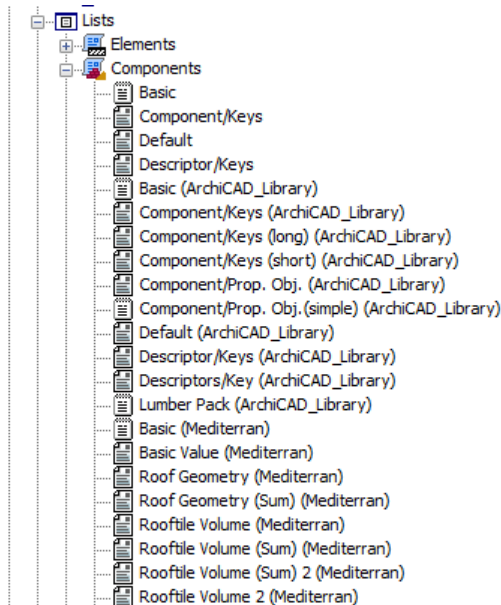 Lists
Elements
Components
Basic
Component/Keys
Default
Descriptor/Keys
Basic (ArchiCAD_Library)
Component/Keys (ArchiCAD_Library)
Component/Keys (long) (ArchiCAD_Library)
Component/Keys (short) (ArchiCAD_Library)
Component/Prop. Obj. (ArchiCAD_Library)
Component/Prop. Obj.(simple) (ArchiCAD_Library)
Default (ArchiCAD_Library)
Descriptor/Keys (ArchiCAD_Library)
Descriptors/Key (ArchiCAD_Library)
Lumber Pack (ArchiCAD_Library)
Basic (Mediterran)
Basic Value (Mediterran)
Roof Geometry (Mediterran)
Roof Geometry (Sum) (Mediterran)
Rooftile Volume (Mediterran)
Rooftile Volume (Sum) (Mediterran)
Rooftile Volume (Sum) 2 (Mediterran)
Rooftile Volume 2 (Mediterran)